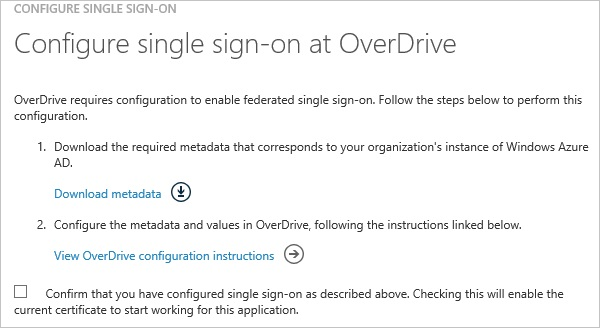 CONFIGURE SINGLE SIGN-ON
Configure single sign-on at OverDrive
OverDrive requires configuration to enable federated single sign-on. Follow the steps below to perform this
configuration.
1. Download the required metadata that corresponds to your organization's instance of Windows Azure
AD.
Download metadata
2. Configure the metadata and values in OverDrive, following the instructions linked below.
View OverDrive configuration instructions
Confirm that you have configured single sign-on as described above. Checking this will enable the
current certificate to start working for this application.